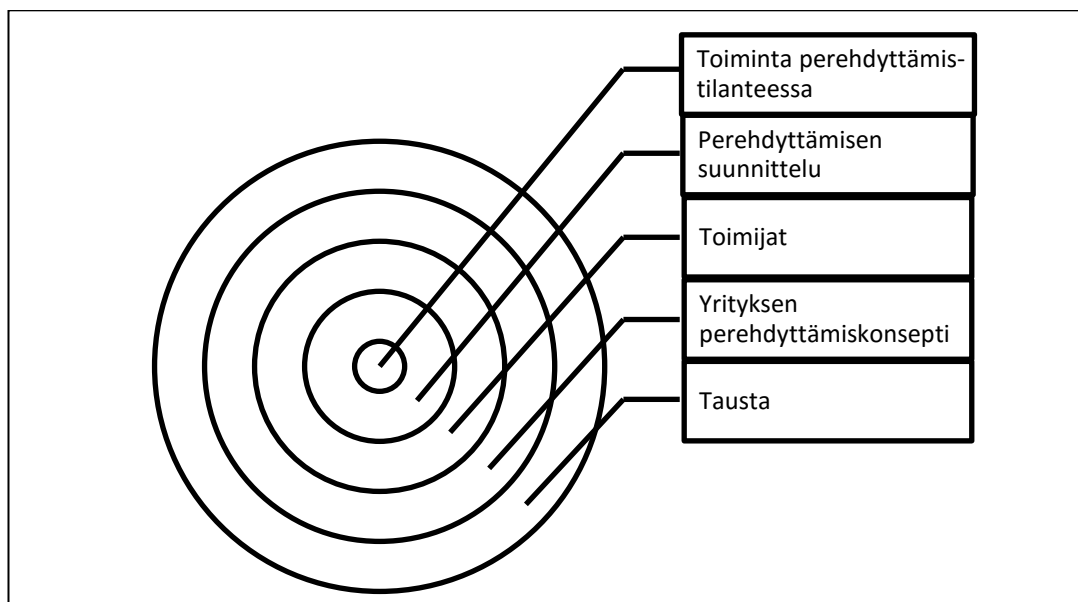 Toiminta perehdyttämis-
tilanteessa
Perehdyttämisen
suunnittelu
Toimijat
Yrityksen
perehdyttämiskonsepti
Tausta